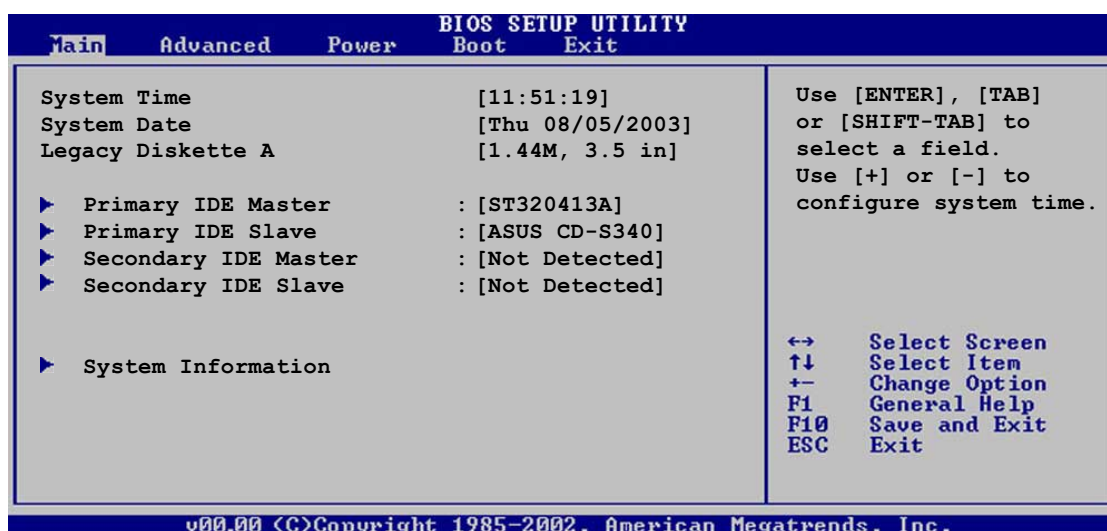 BIOS SETUP UTILITY
Main Advanced Power Boot Exit
System Time [11:51:19]
System Date [Thu 08/05/2003]
Legacy Diskette A [1.44M, 3.5 in]
Primary IDE Master : [ST320413A]
Primary IDE Slave : [ASUS CD-S340]
Secondary IDE Master : [Not Detected]
Secondary IDE Slave : [Not Detected]
System Information
Use [ENTER], [TAB]
or [SHIFT-TAB] to
select a field.
Use [+] or [-] to
configure system time.
←→ Select Screen
↑↓ Select Item
+- Change Option
F1 General Help
F10 Save and Exit
ESC Exit
v00.00 (C)Copyright 1985-2002, American Megatrends, Inc.